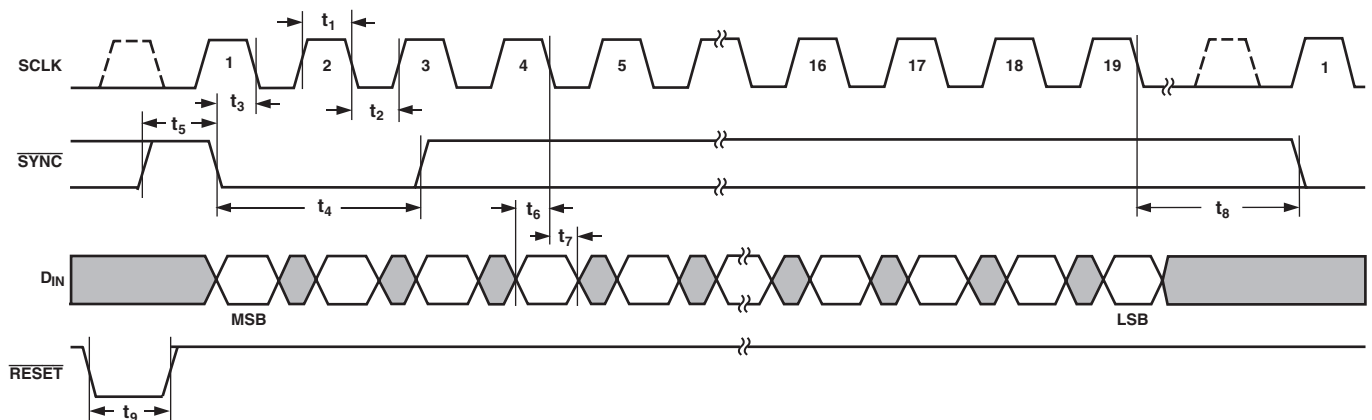 t1
SCLK
1 2 3 4 5 16 17 18 19 1
t3 t2
t5
SYNC
t4 t6 t8
t7
DIN
MSB LSB
RESET
t9